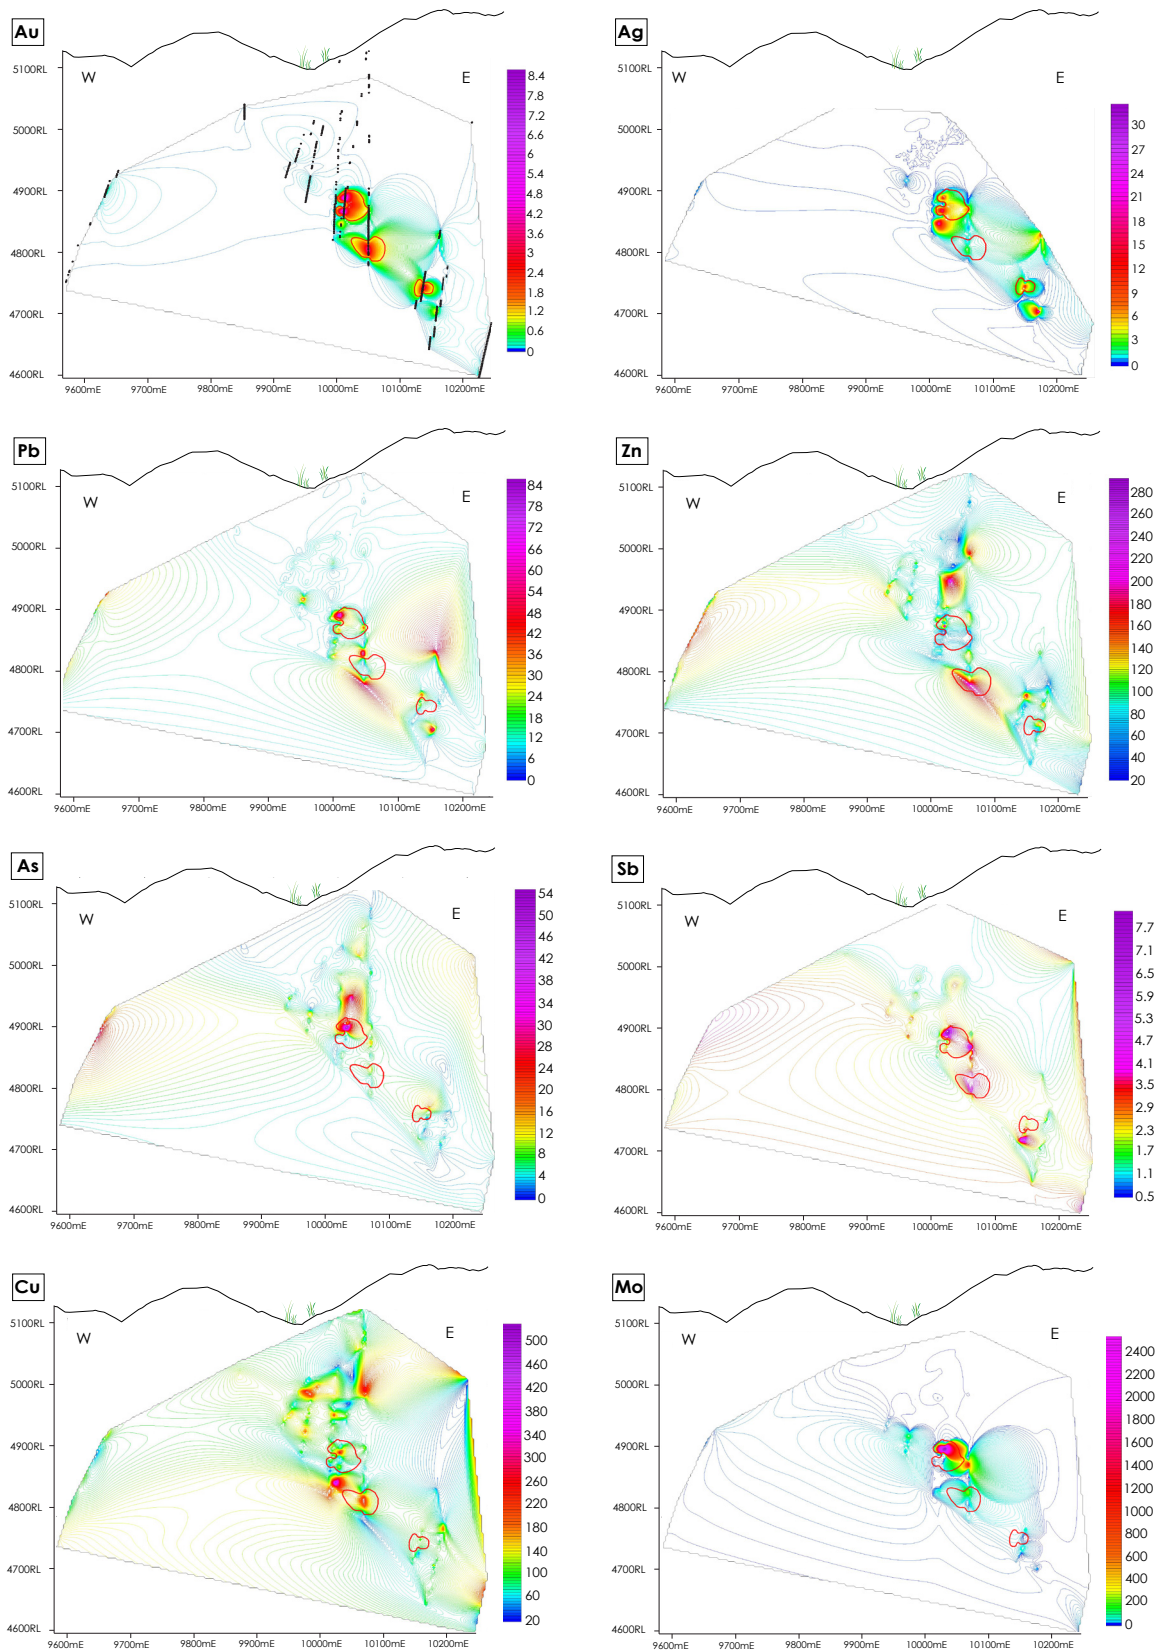 Au
W
E
5100RL
5000RL
4900RL
4800RL
4700RL
4600RL
9600mE 9700mE 9800mE 9900mE 10000mE 10100mE 10200mE
8.4
7.8
7.2
6.6
6
5.4
4.8
4.2
3.6
3
2.4
1.8
1.2
0.6
0
Ag
W
E
5100RL
5000RL
4900RL
4800RL
4700RL
4600RL
9600mE 9700mE 9800mE 9900mE 10000mE 10100mE 10200mE
30
27
24
21
18
15
12
9
6
3
0
Pb
W
E
5100RL
5000RL
4900RL
4800RL
4700RL
4600RL
9600mE 9700mE 9800mE 9900mE 10000mE 10100mE 10200mE
84
78
72
66
60
54
48
42
36
30
24
18
12
6
0
Zn
W
E
5100RL
5000RL
4900RL
4800RL
4700RL
4600RL
9600mE 9700mE 9800mE 9900mE 10000mE 10100mE 10200mE
280
260
240
220
200
180
160
140
120
100
80
60
40
20
As
W
E
5100RL
5000RL
4900RL
4800RL
4700RL
4600RL
9600mE 9700mE 9800mE 9900mE 10000mE 10100mE 10200mE
54
50
46
42
38
34
30
28
24
20
16
12
8
4
0
Sb
W
E
5100RL
5000RL
4900RL
4800RL
4700RL
4600RL
9600mE 9700mE 9800mE 9900mE 10000mE 10100mE 10200mE
7.7
7.1
6.5
5.9
5.3
4.7
4.1
3.5
2.9
2.3
1.7
1.1
0.5
Cu
W
E
5100RL
5000RL
4900RL
4800RL
4700RL
4600RL
9600mE 9700mE 9800mE 9900mE 10000mE 10100mE 10200mE
500
460
420
380
340
300
260
220
180
140
100
60
20
Mo
W
E
5100RL
5000RL
4900RL
4800RL
4700RL
4600RL
9600mE 9700mE 9800mE 9900mE 10000mE 10100mE 10200mE
2400
2200
2000
1800
1600
1400
1200
1000
800
600
400
200
0